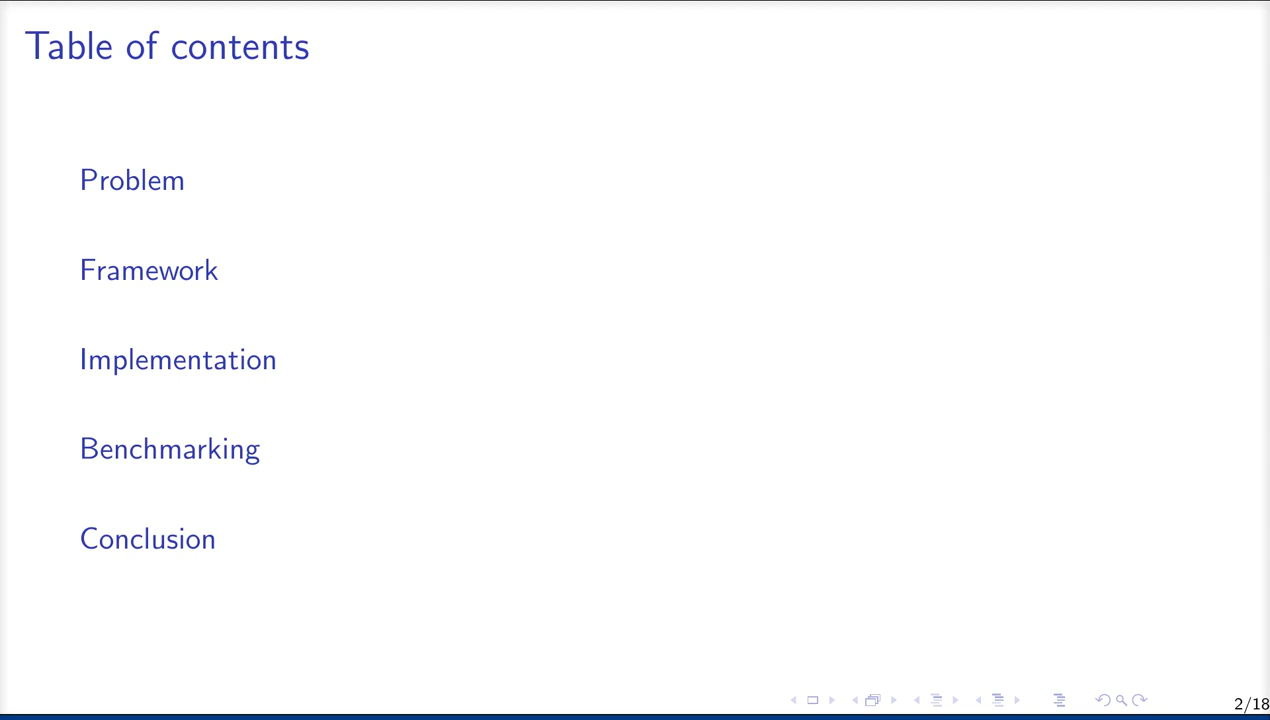 Table of contents
Problem
Framework
Implementation
Benchmarking
Conclusion
2/18